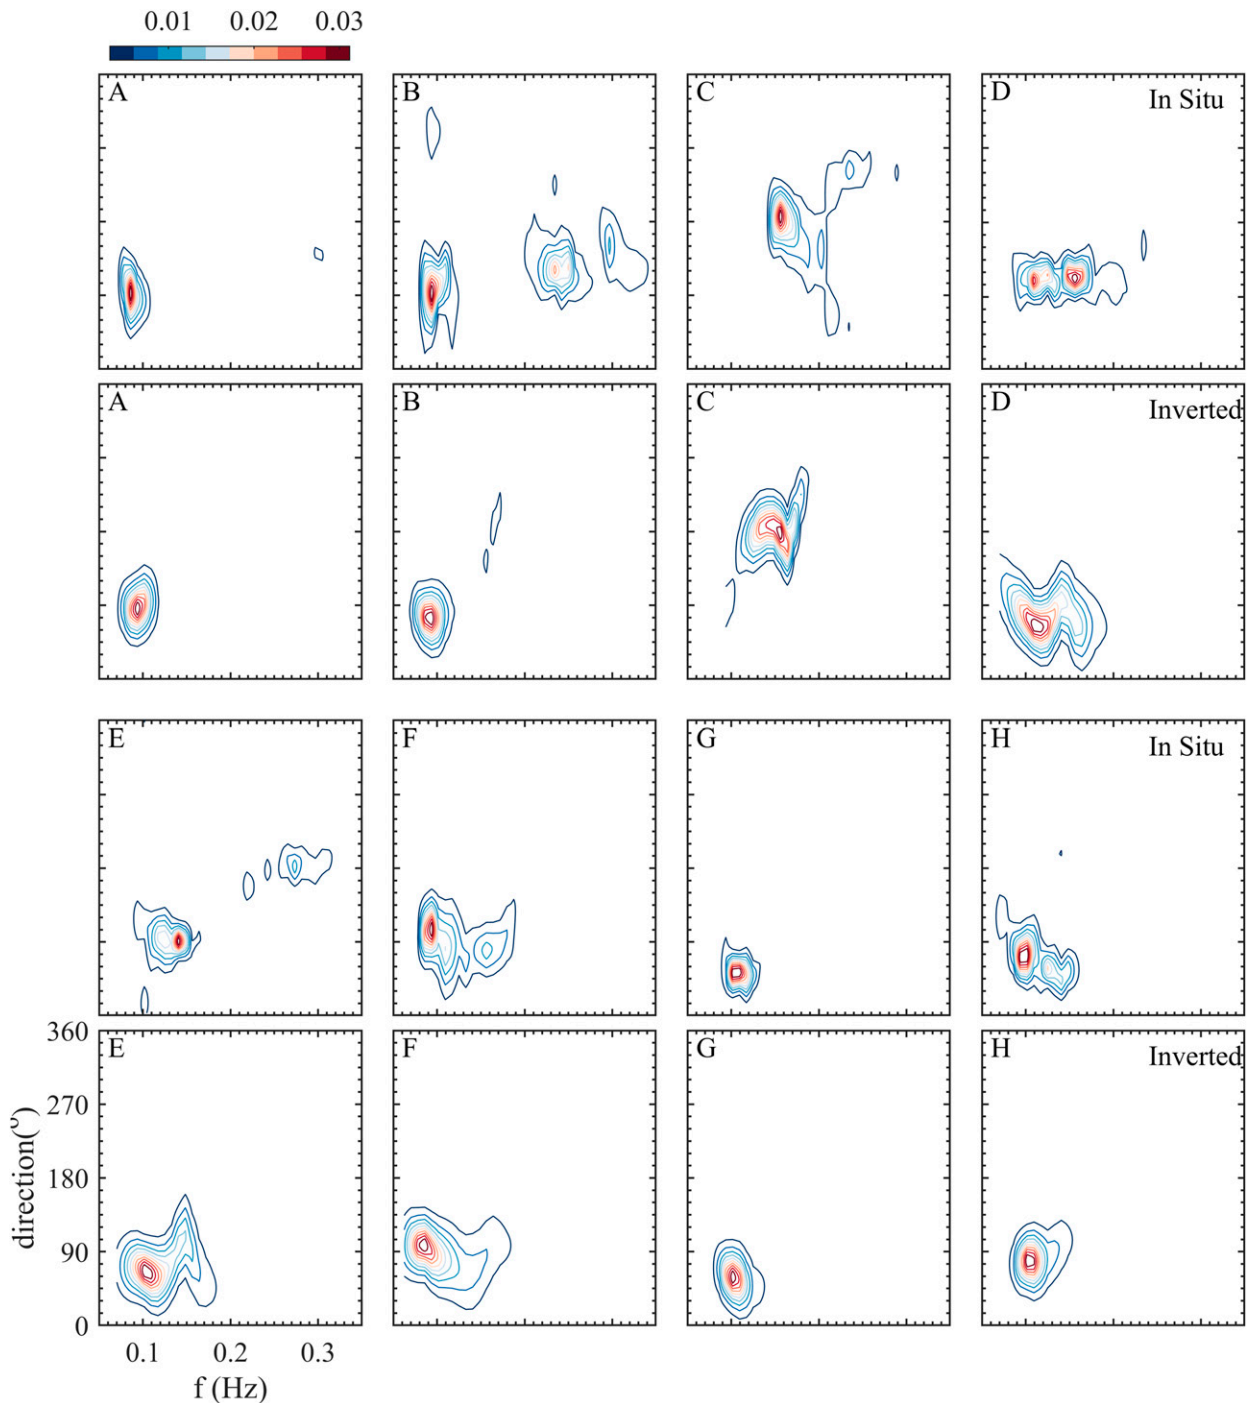 0.01 0.02 0.03
A B C D In Situ
A B C D Inverted
E F G H In Situ
E F G H Inverted
360
270
180
90
0
direction(°)
0.1 0.2 0.3
f (Hz)